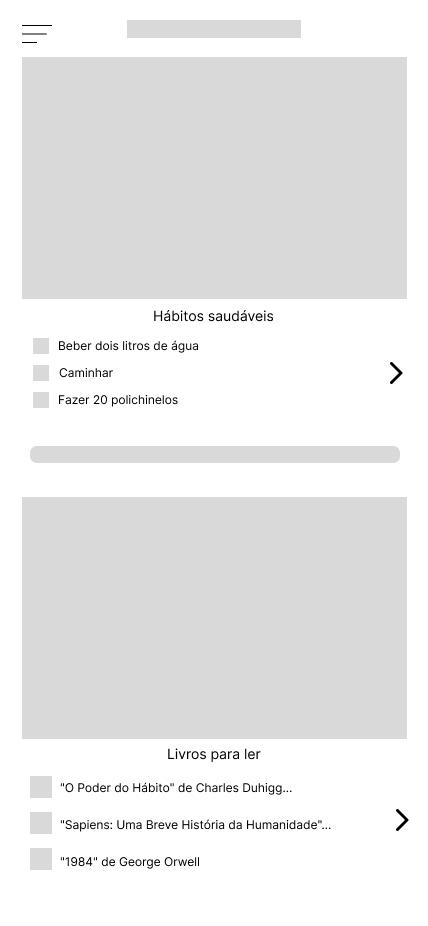 Hábitos saudáveis
Beber dois litros de água
Caminhar
Fazer 20 polichinelos
Livros para ler
"O Poder do Hábito" de Charles Duhigg...
"Sapiens: Uma Breve História da Humanidade"...
"1984" de George Orwell